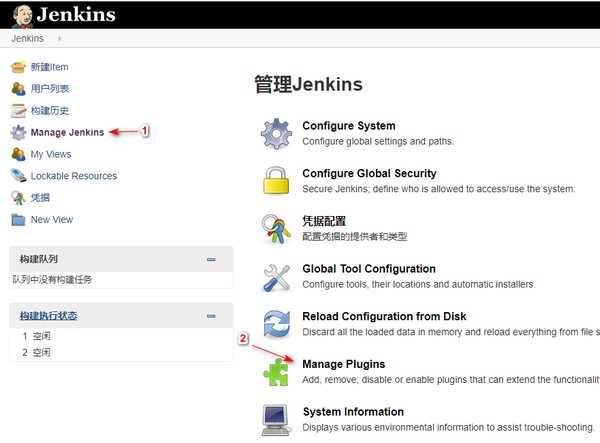 Jenkins
Jenkins
新建Item
用户列表
构建历史
Manage Jenkins
1
My Views
Lockable Resources
凭据
New View
构建队列
队列中没有构建任务
构建执行状态
1 空闲
2 空闲
管理Jenkins
Configure System
Configure global settings and paths.
Configure Global Security
Secure Jenkins; define who is allowed to access/use the system.
凭据配置
配置凭据的提供者和类型
Global Tool Configuration
Configure tools, their locations and automatic installers.
Reload Configuration from Disk
Discard all the loaded data in memory and reload everything from file s
2
Manage Plugins
Add, remove, disable or enable plugins that can extend the functionality
System Information
Displays various environmental information to assist trouble-shooting.